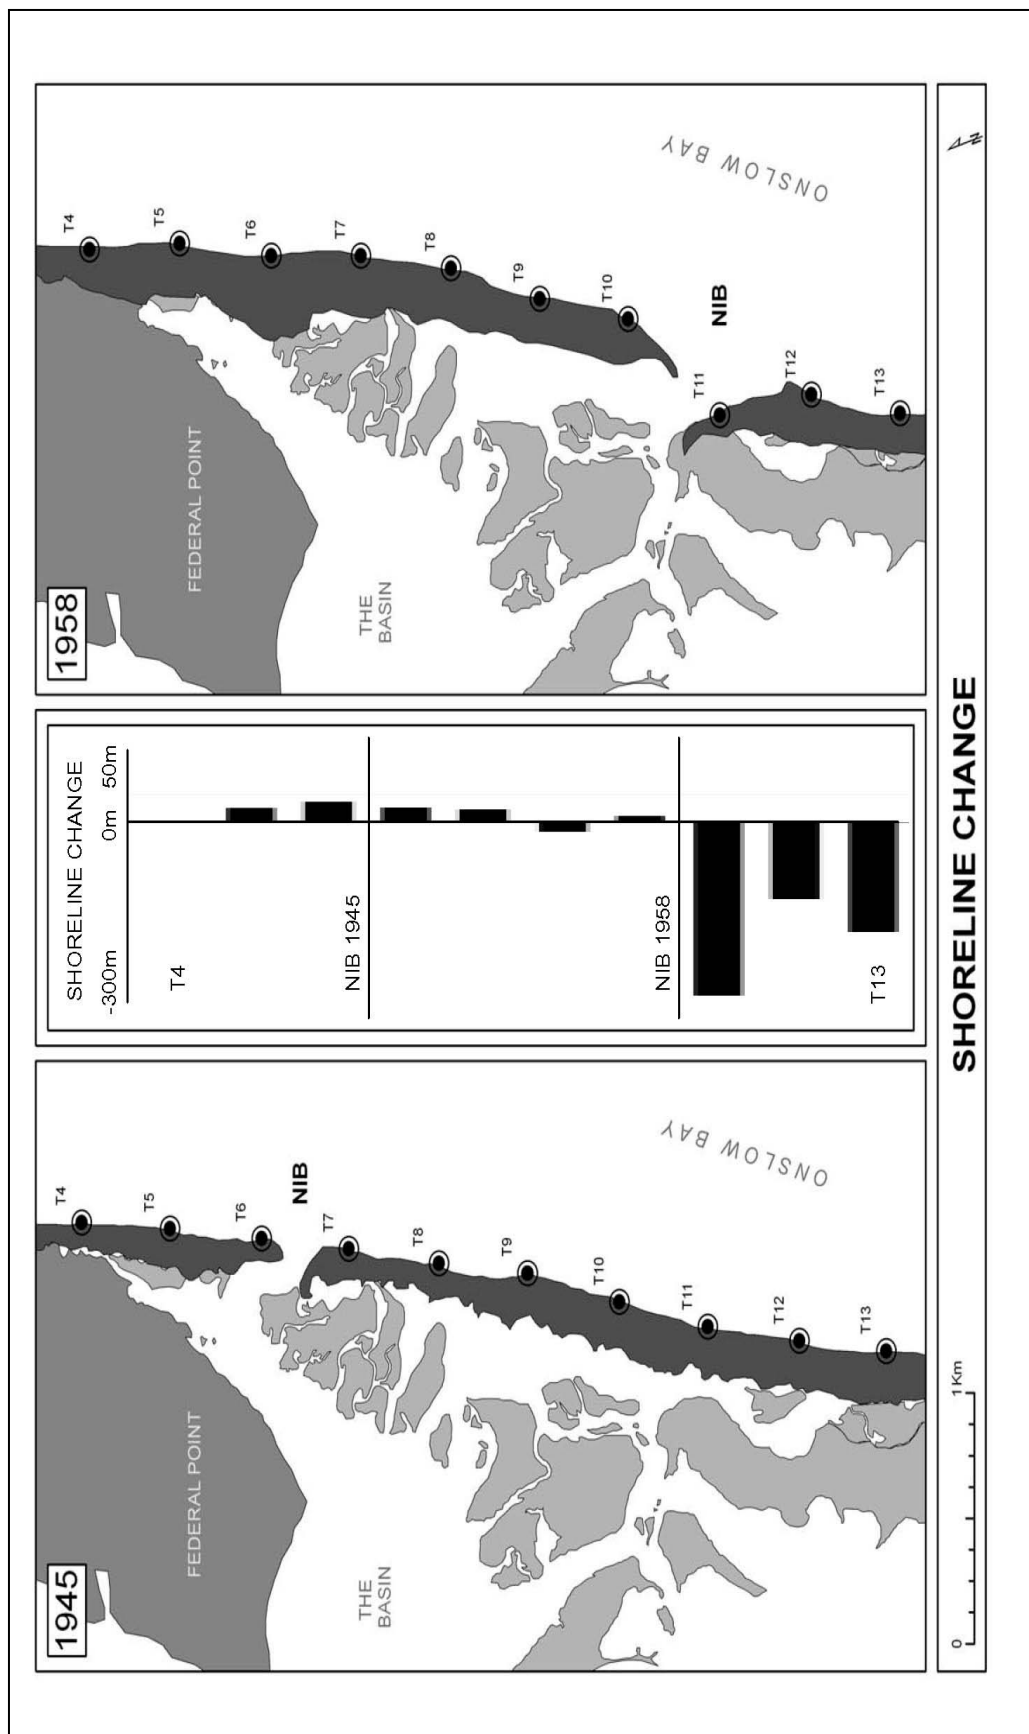 1945
FEDERAL POINT
THE
BASIN
NIB
ONSLOW BAY
T4
T5
T6
T7
T8
T9
T10
T11
T12
T13
SHORELINE CHANGE
-300m
0m
50m
T4
NIB 1945
NIB 1958
T13
1958
FEDERAL POINT
THE
BASIN
NIB
ONSLOW BAY
T4
T5
T6
T7
T8
T9
T10
T11
T12
T13
0
1 Km
SHORELINE CHANGE
N